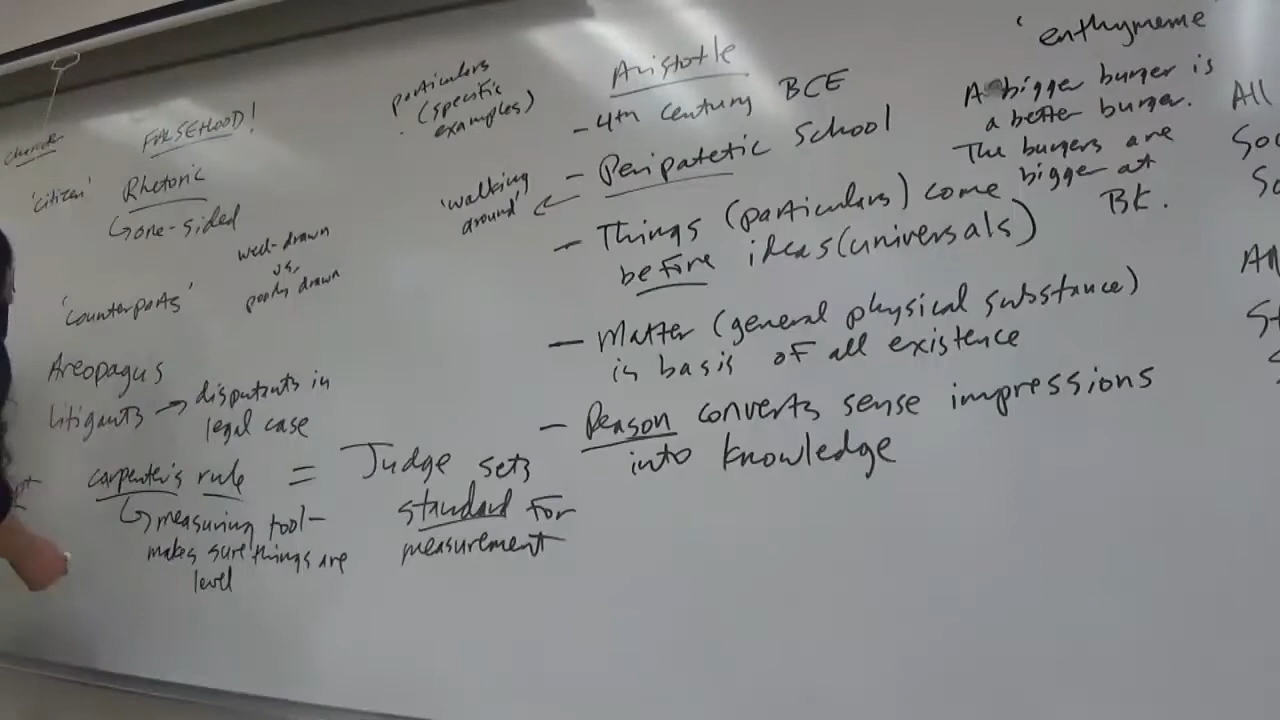 character
'citizen'
FALSEHOOD!
Rhetoric
↳ one-sided
well-drawn
vs.
poorly drawn
'counterparts'
Areopagus
litigants → disputants in
legal case
carpenter's rule = Judge sets
standard for
measurement
↳ measuring tool-
makes sure things are
level
particulars
(specific
examples)
'walking
around'
Aristotle
- 4th century BCE
- Peripatetic School
- Things (particulars) come
before ideas (universals)
- Matter (general physical substance)
is basis of all existence
- Reason converts sense impressions
into knowledge
'enthymeme'
A bigger burger is
a better burger.
The burgers are
bigger at
BK.
All
Soc
So
All